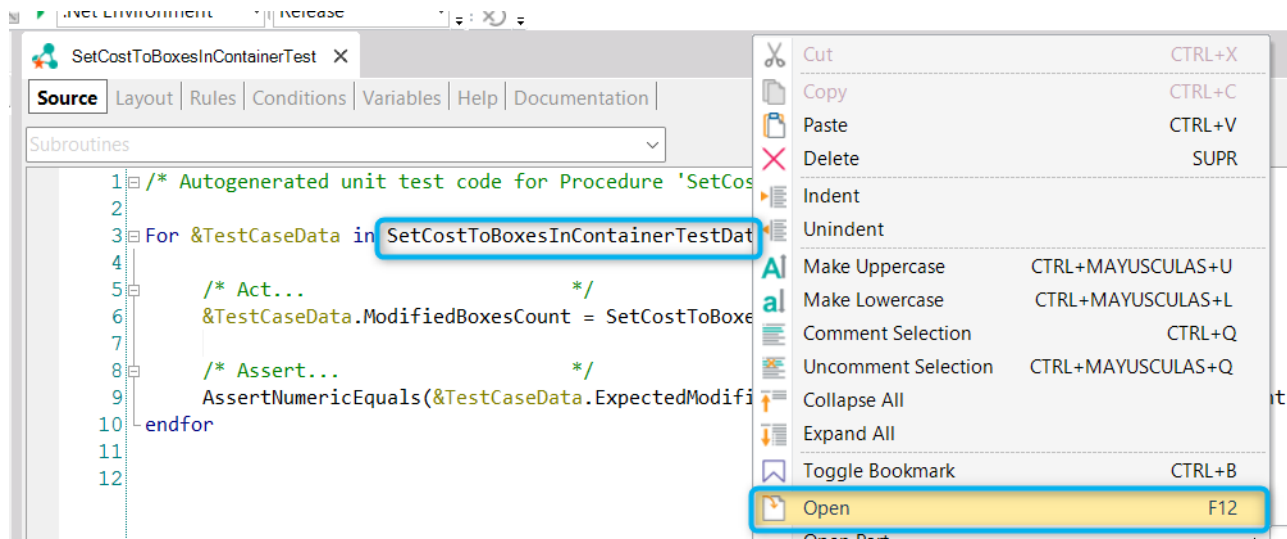 .Net Environment Release
SetCostToBoxesInContainerTest
Source Layout Rules Conditions Variables Help Documentation
Subroutines
1 /* Autogenerated unit test code for Procedure 'SetCos
2
3 For &TestCaseData in SetCostToBoxesInContainerTestDat
4
5 /* Act... */
6 &TestCaseData.ModifiedBoxesCount = SetCostToBoxe
7
8 /* Assert... */
9 AssertNumericEquals(&TestCaseData.ExpectedModifi
10 endfor
11
12
Cut CTRL+X
Copy CTRL+C
Paste CTRL+V
Delete SUPR
Indent
Unindent
Make Uppercase CTRL+MAYUSCULAS+U
Make Lowercase CTRL+MAYUSCULAS+L
Comment Selection CTRL+Q
Uncomment Selection CTRL+MAYUSCULAS+Q
Collapse All
Expand All
Toggle Bookmark CTRL+B
Open F12
Open Part